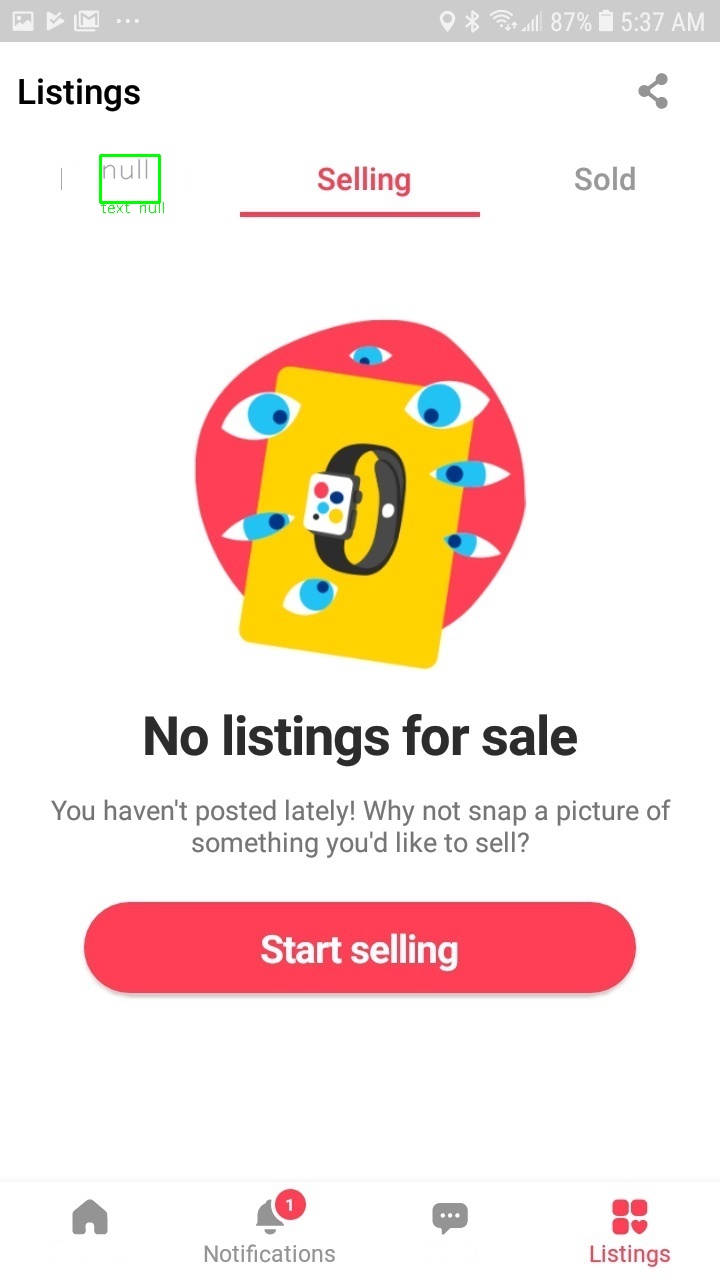 87% 5:37 AM
Listings
null
text null
Selling
Sold
No listings for sale
You haven't posted lately! Why not snap a picture of
something you'd like to sell?
Start selling
1
Notifications
Listings